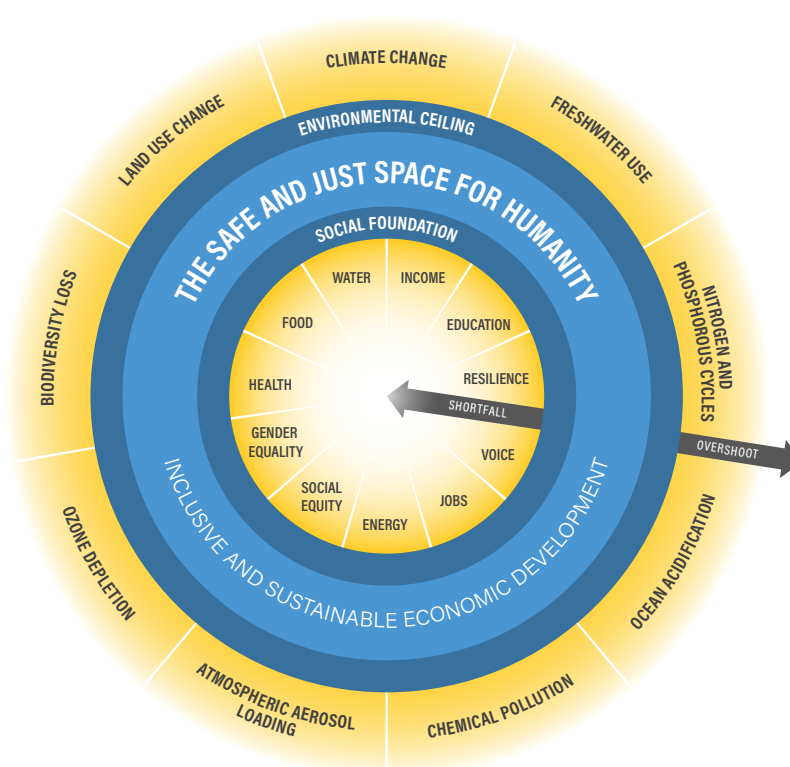 CLIMATE CHANGE
FRESHWATER USE
NITROGEN AND
PHOSPHOROUS CYCLES
OVERSHOOT
OCEAN ACIDIFICATION
CHEMICAL POLLUTION
ATMOSPHERIC AEROSOL
LOADING
OZONE DEPLETION
BIODIVERSITY LOSS
LAND USE CHANGE
ENVIRONMENTAL CEILING
THE SAFE AND JUST SPACE FOR HUMANITY
SOCIAL FOUNDATION
WATER
INCOME
EDUCATION
RESILIENCE
SHORTFALL
VOICE
JOBS
ENERGY
SOCIAL
EQUITY
GENDER
EQUALITY
HEALTH
FOOD
INCLUSIVE AND SUSTAINABLE ECONOMIC DEVELOPMENT